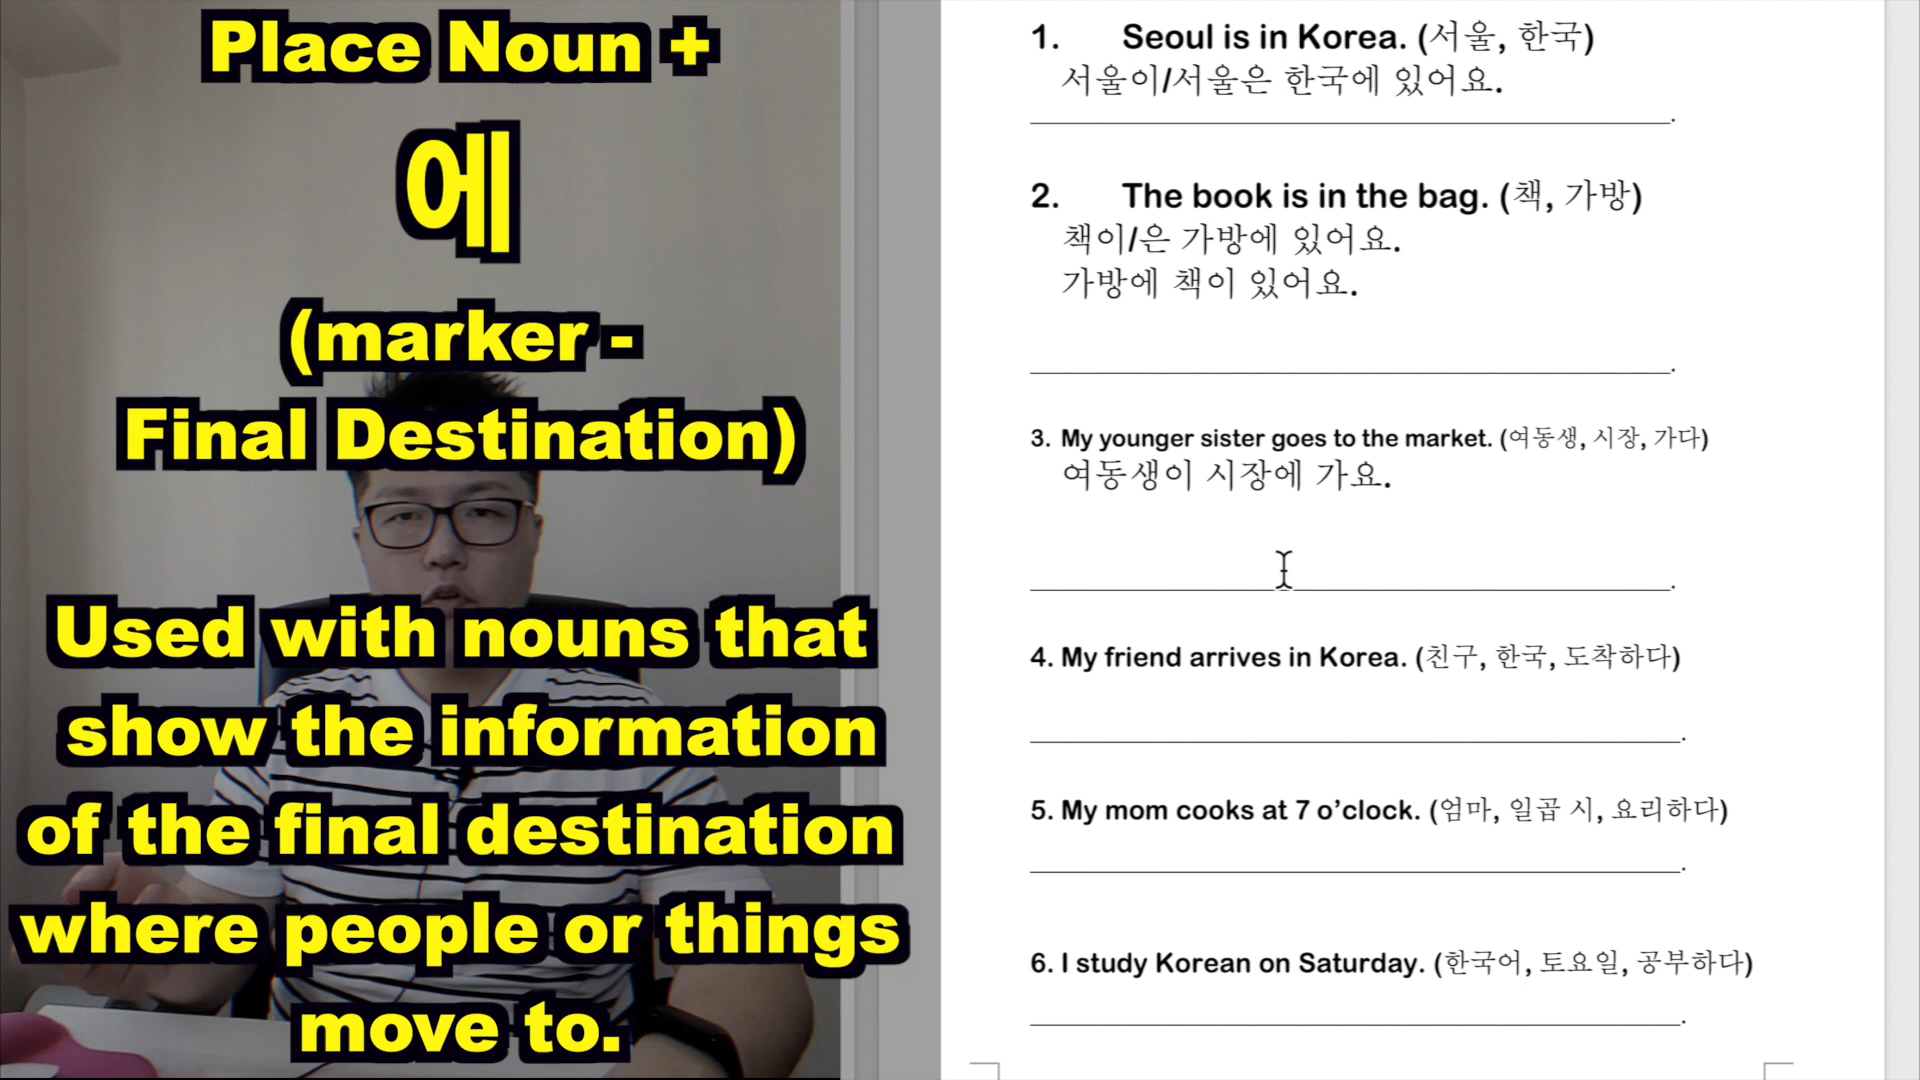 Place Noun +
에
(marker -
Final Destination)
Used with nouns that
show the information
of the final destination
where people or things
move to.
1. Seoul is in Korea. (서울, 한국)
서울이/서울은 한국에 있어요.
_.
2. The book is in the bag. (책, 가방)
책이/은 가방에 있어요.
가방에 책이 있어요.
_.
3. My younger sister goes to the market. (여동생, 시장, 가다)
여동생이 시장에 가요.
_.
4. My friend arrives in Korea. (친구, 한국, 도착하다)
_.
5. My mom cooks at 7 o’clock. (엄마, 일곱 시, 요리하다)
_.
6. I study Korean on Saturday. (한국어, 토요일, 공부하다)
_.